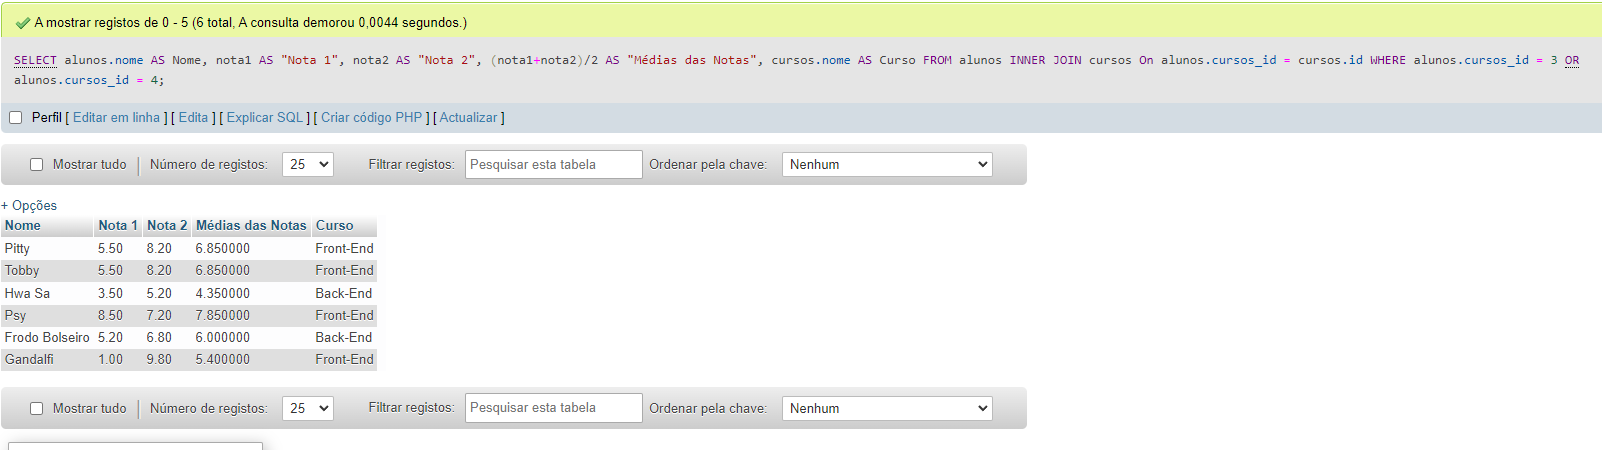 A mostrar registos de 0 - 5 (6 total, A consulta demorou 0,0044 segundos.)
SELECT alunos.nome AS Nome, nota1 AS "Nota 1", nota2 AS "Nota 2", (nota1+nota2)/2 AS "Médias das Notas", cursos.nome AS Curso FROM alunos INNER JOIN cursos On alunos.cursos_id = cursos.id WHERE alunos.cursos_id = 3 OR
alunos.cursos_id = 4;
Perfil [ Editar em linha ] [ Edita ] [ Explicar SQL ] [ Criar código PHP ] [ Actualizar ]
Mostrar tudo | Número de registos: 25 Filtrar registos: Pesquisar esta tabela Ordenar pela chave: Nenhum
+ Opções
Nome Nota 1 Nota 2 Médias das Notas Curso
Pitty 5.50 8.20 6.850000 Front-End
Tobby 5.50 8.20 6.850000 Front-End
Hwa Sa 3.50 5.20 4.350000 Back-End
Psy 8.50 7.20 7.850000 Front-End
Frodo Bolseiro 5.20 6.80 6.000000 Back-End
Gandalfi 1.00 9.80 5.400000 Front-End
Mostrar tudo | Número de registos: 25 Filtrar registos: Pesquisar esta tabela Ordenar pela chave: Nenhum